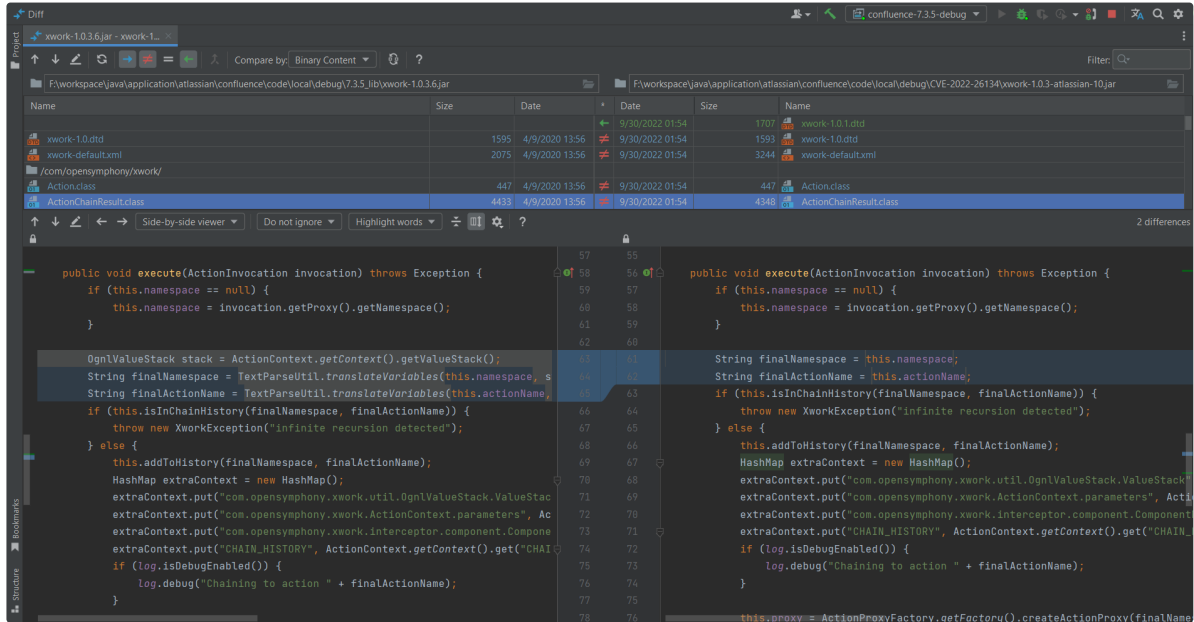 Diff
confluence-7.3.5-debug
Project
xwork-1.0.3.6.jar - xwork-1...
Compare by: Binary Content
?
Filter:
F:\workspace\java\application\atlassian\confluence\code\local\debug\7.3.5_lib\xwork-1.0.3.6.jar
F:\workspace\java\application\atlassian\confluence\code\local\debug\CVE-2022-26134\xwork-1.0.3-atlassian-10.jar
Name Size Date * Date Size Name
9/30/2022 01:54 1707 xwork-1.0.1.dtd
xwork-1.0.dtd 1595 4/9/2020 13:56 9/30/2022 01:54 1593 xwork-1.0.dtd
xwork-default.xml 2075 4/9/2020 13:56 9/30/2022 01:54 3244 xwork-default.xml
/com/opensymphony/xwork/
Action.class 447 4/9/2020 13:56 9/30/2022 01:54 447 Action.class
ActionChainResult.class 4433 4/9/2020 13:56 9/30/2022 01:54 4348 ActionChainResult.class
Side-by-side viewer Do not ignore Highlight words ? 2 differences
57 55
public void execute(ActionInvocation invocation) throws Exception { 58 56 public void execute(ActionInvocation invocation) throws Exception {
if (this.namespace == null) { 59 57 if (this.namespace == null) {
this.namespace = invocation.getProxy().getNamespace(); 60 58 this.namespace = invocation.getProxy().getNamespace();
} 61 59 }
62 60
OgnlValueStack stack = ActionContext.getContext().getValueStack(); 63 61 String finalNamespace = this.namespace;
String finalNamespace = TextParseUtil.translateVariables(this.namespace, s 64 62 String finalActionName = this.actionName;
String finalActionName = TextParseUtil.translateVariables(this.actionName, 65 63 if (this.isInChainHistory(finalNamespace, finalActionName)) {
if (this.isInChainHistory(finalNamespace, finalActionName)) { 66 64 throw new XworkException("infinite recursion detected");
throw new XworkException("infinite recursion detected"); 67 65 } else {
} else { 68 66 this.addToHistory(finalNamespace, finalActionName);
this.addToHistory(finalNamespace, finalActionName); 69 67 HashMap extraContext = new HashMap();
HashMap extraContext = new HashMap(); 70 68 extraContext.put("com.opensymphony.xwork.util.OgnlValueStack.ValueStack"
extraContext.put("com.opensymphony.xwork.util.OgnlValueStack.ValueStac 71 69 extraContext.put("com.opensymphony.xwork.ActionContext.parameters", Acti
extraContext.put("com.opensymphony.xwork.ActionContext.parameters", Ac 72 70 extraContext.put("com.opensymphony.xwork.interceptor.component.Component
extraContext.put("com.opensymphony.xwork.interceptor.component.Compone 73 71 extraContext.put("CHAIN_HISTORY", ActionContext.getContext().get("CHAIN_
extraContext.put("CHAIN_HISTORY", ActionContext.getContext().get("CHAI 74 72 if (log.isDebugEnabled()) {
if (log.isDebugEnabled()) { 75 73 log.debug("Chaining to action " + finalActionName);
log.debug("Chaining to action " + finalActionName); 76 74 }
} 77 75
78 76 this.proxy = ActionProxyFactory.getFactory().createActionProxy(finalName
Bookmarks
Structure